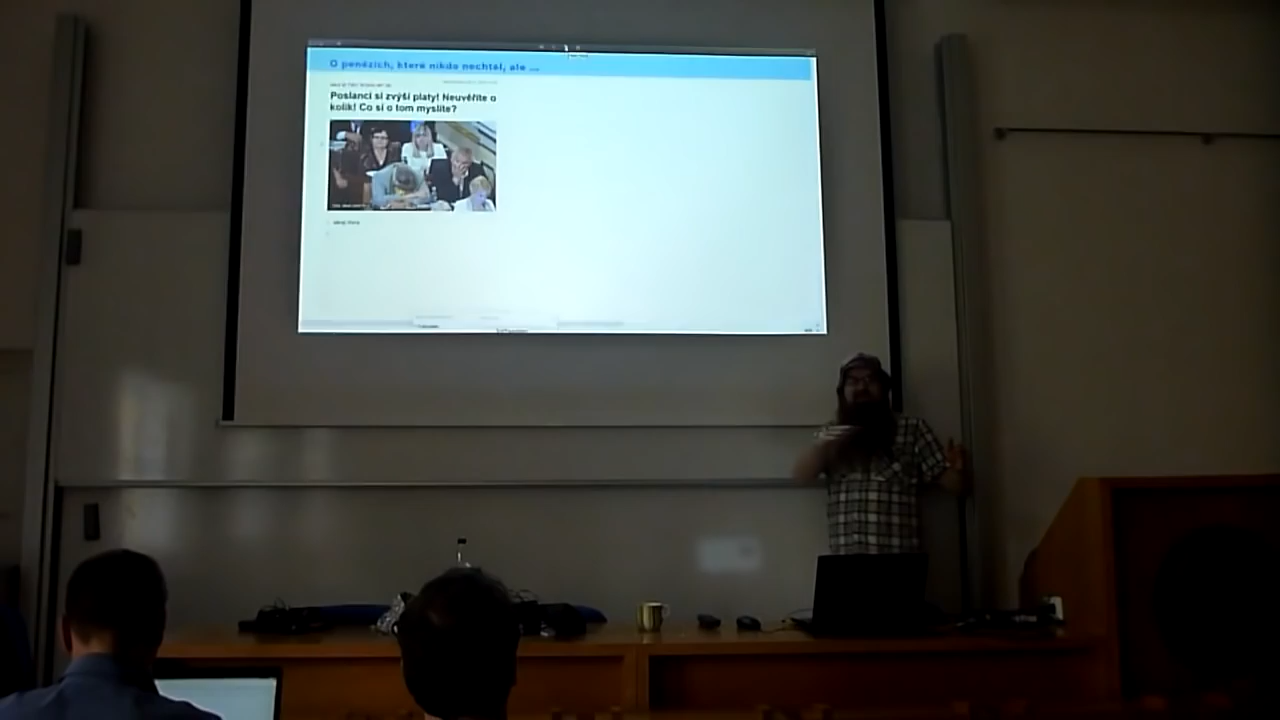 O penězích, které nikdo nechtěl, ale ...
Poslanci si zvýší platy! Neuvěříte o
kolik! Co si o tom myslíte?